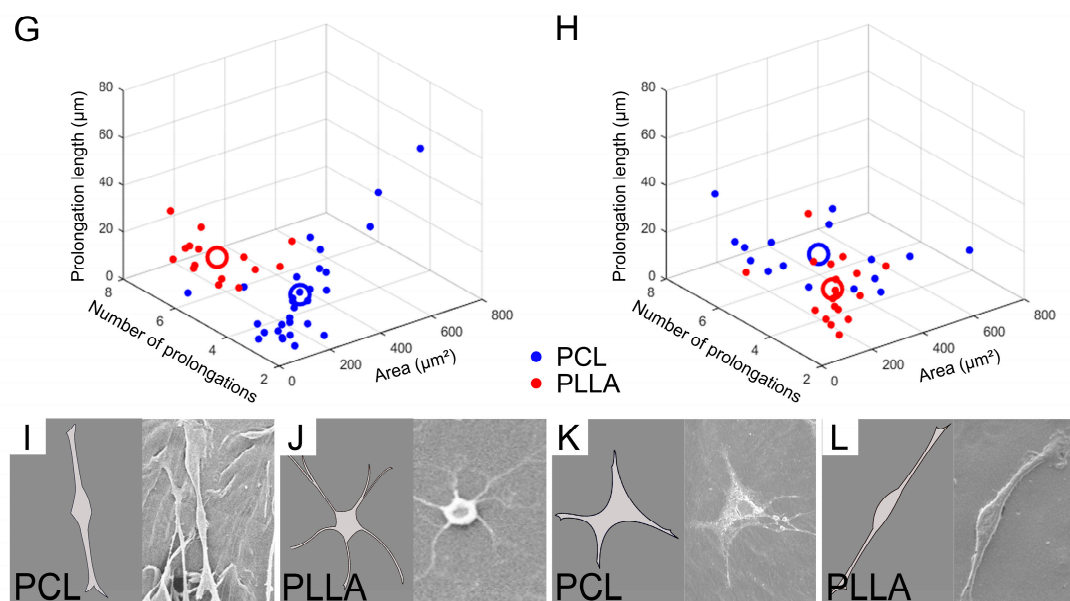 G
H
Prolongation length (µm)
80
60
40
20
0
8
6
4
2
Number of prolongations
0
200
400
600
800
Area (µm²)
Prolongation length (µm)
80
60
40
20
0
8
6
4
2
Number of prolongations
0
200
400
600
800
Area (µm²)
PCL
PLLA
I
PCL
J
PLLA
K
PCL
L
PLLA